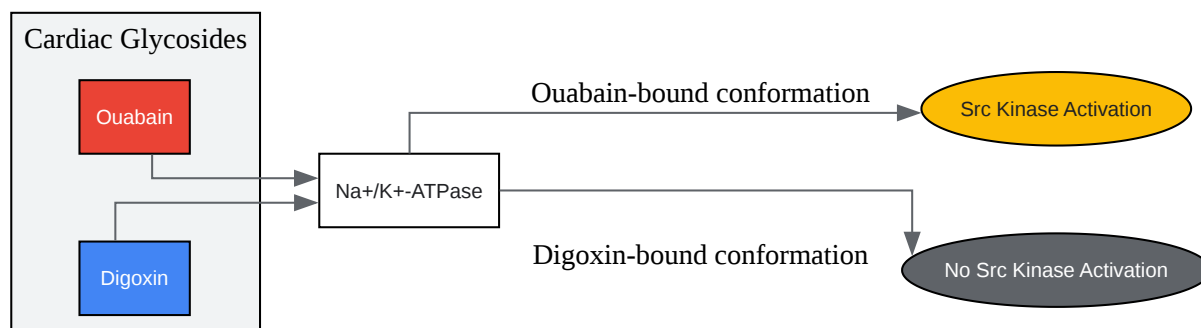 Cardiac Glycosides
Ouabain
Digoxin
Na+/K+-ATPase
Ouabain-bound conformation
Digoxin-bound conformation
Src Kinase Activation
No Src Kinase Activation